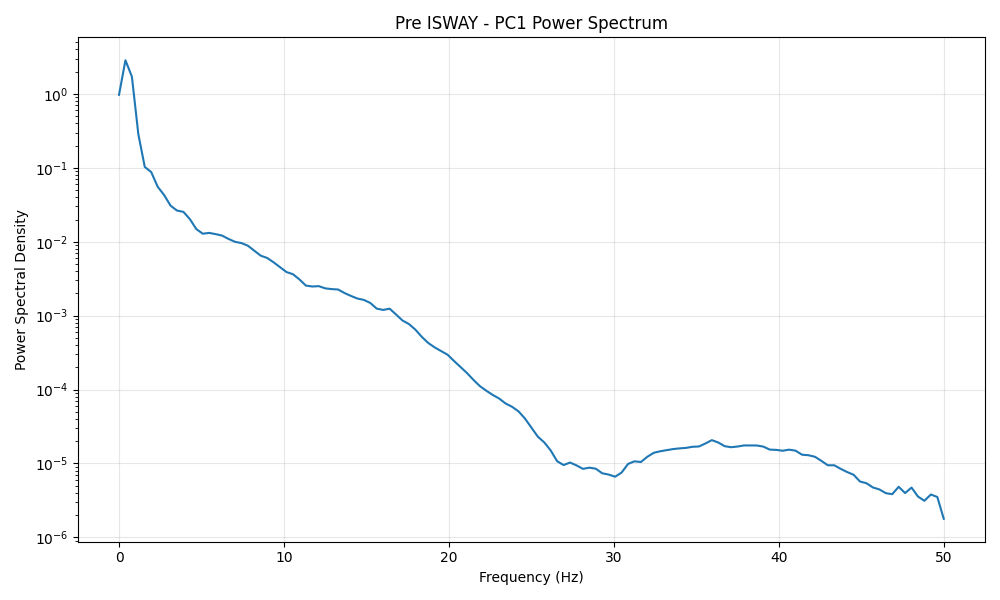 Pre ISWAY - PC1 Power Spectrum
Power Spectral Density
10⁰
10⁻¹
10⁻²
10⁻³
10⁻⁴
10⁻⁵
10⁻⁶
0 10 20 30 40 50
Frequency (Hz)